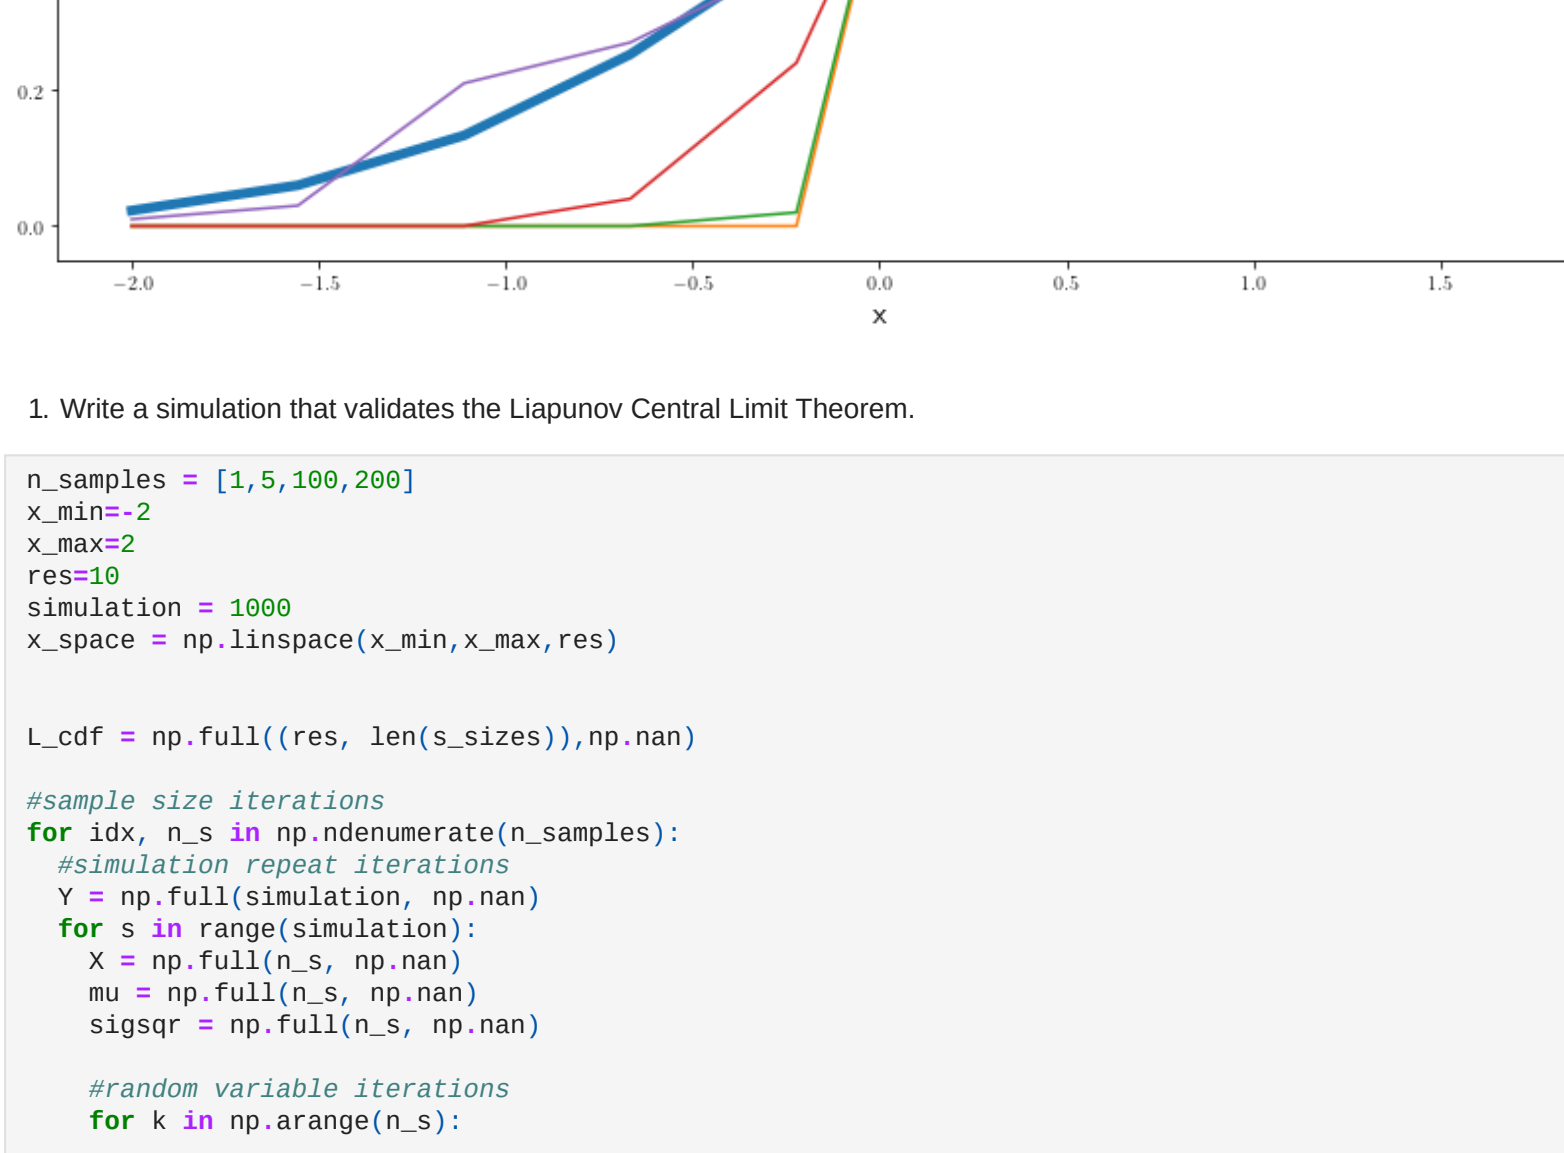 0.2
0.0
−2.0 −1.5 −1.0 −0.5 0.0 0.5 1.0 1.5
x
1. Write a simulation that validates the Liapunov Central Limit Theorem.
n_samples = [1,5,100,200]
x_min=-2
x_max=2
res=10
simulation = 1000
x_space = np.linspace(x_min,x_max,res)
L_cdf = np.full((res, len(s_sizes)),np.nan)
#sample size iterations
for idx, n_s in np.ndenumerate(n_samples):
  #simulation repeat iterations
  Y = np.full(simulation, np.nan)
  for s in range(simulation):
    X = np.full(n_s, np.nan)
    mu = np.full(n_s, np.nan)
    sigsqr = np.full(n_s, np.nan)
    #random variable iterations
    for k in np.arange(n_s):